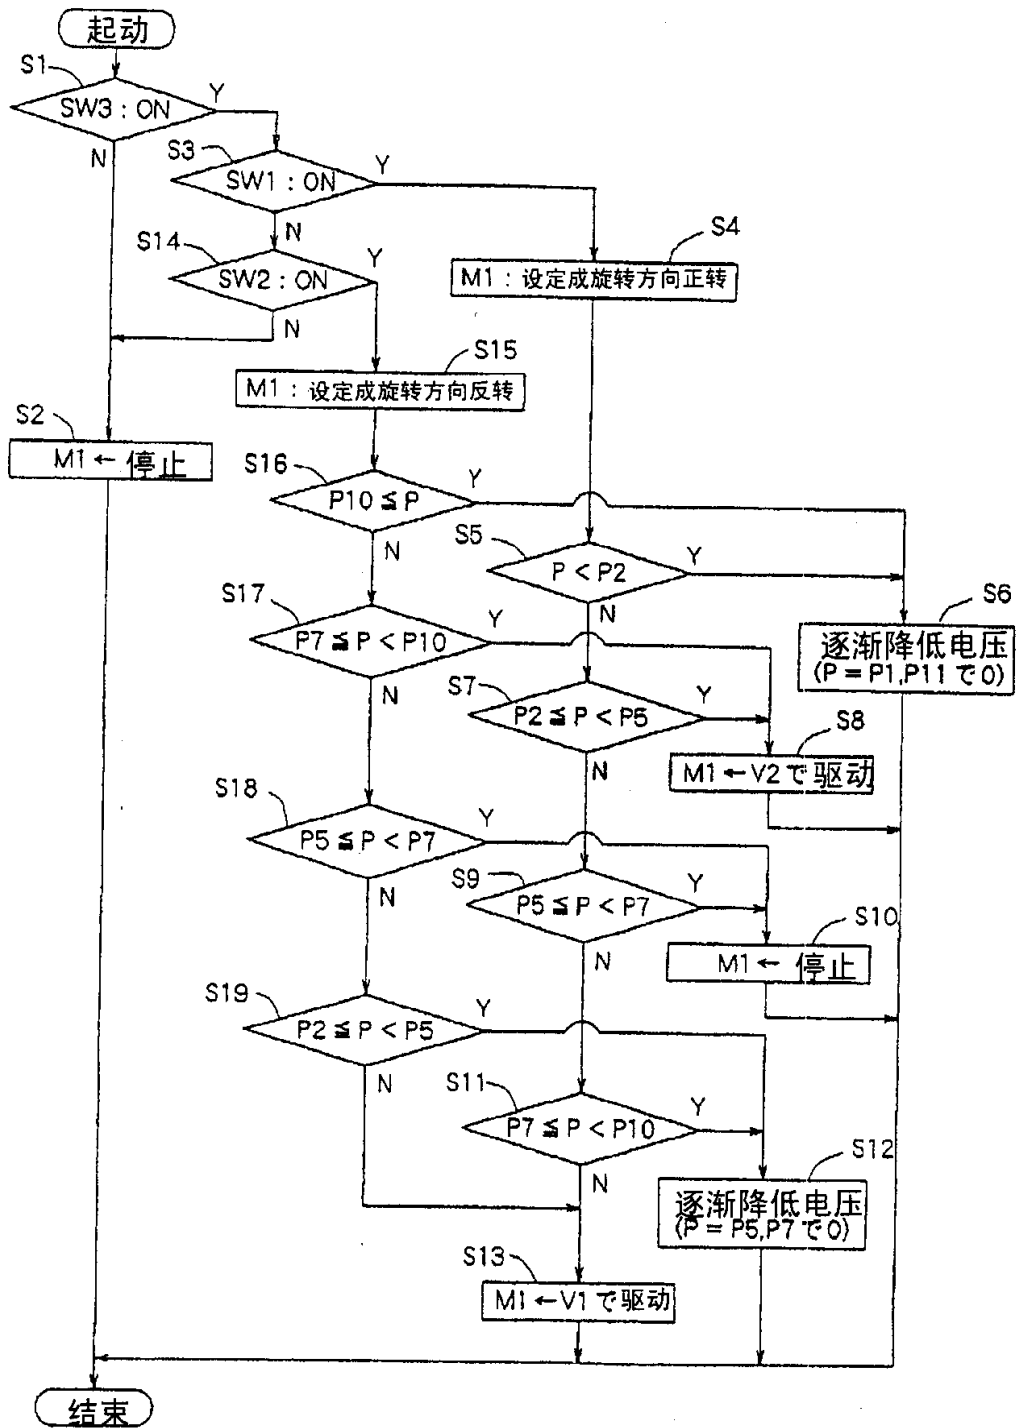 起动
S1
SW3 : ON
Y
N
S3
SW1 : ON
Y
N
S14
SW2 : ON
Y
N
S4
M1 : 设定成旋转方向正转
S15
M1 : 设定成旋转方向反转
S2
M1 ← 停止
S16
P10 ≦ P
Y
N
S5
P < P2
Y
N
S6
逐渐降低电压
(P = P1,P11 で 0)
S17
P7 ≦ P < P10
Y
N
S7
P2 ≦ P < P5
Y
N
S8
M1 ← V2 で 驱动
S18
P5 ≦ P < P7
Y
N
S9
P5 ≦ P < P7
Y
N
S10
M1 ← 停止
S19
P2 ≦ P < P5
Y
N
S11
P7 ≦ P < P10
Y
N
S12
逐渐降低电压
(P = P5,P7 で 0)
S13
M1 ← V1 で 驱动
结束